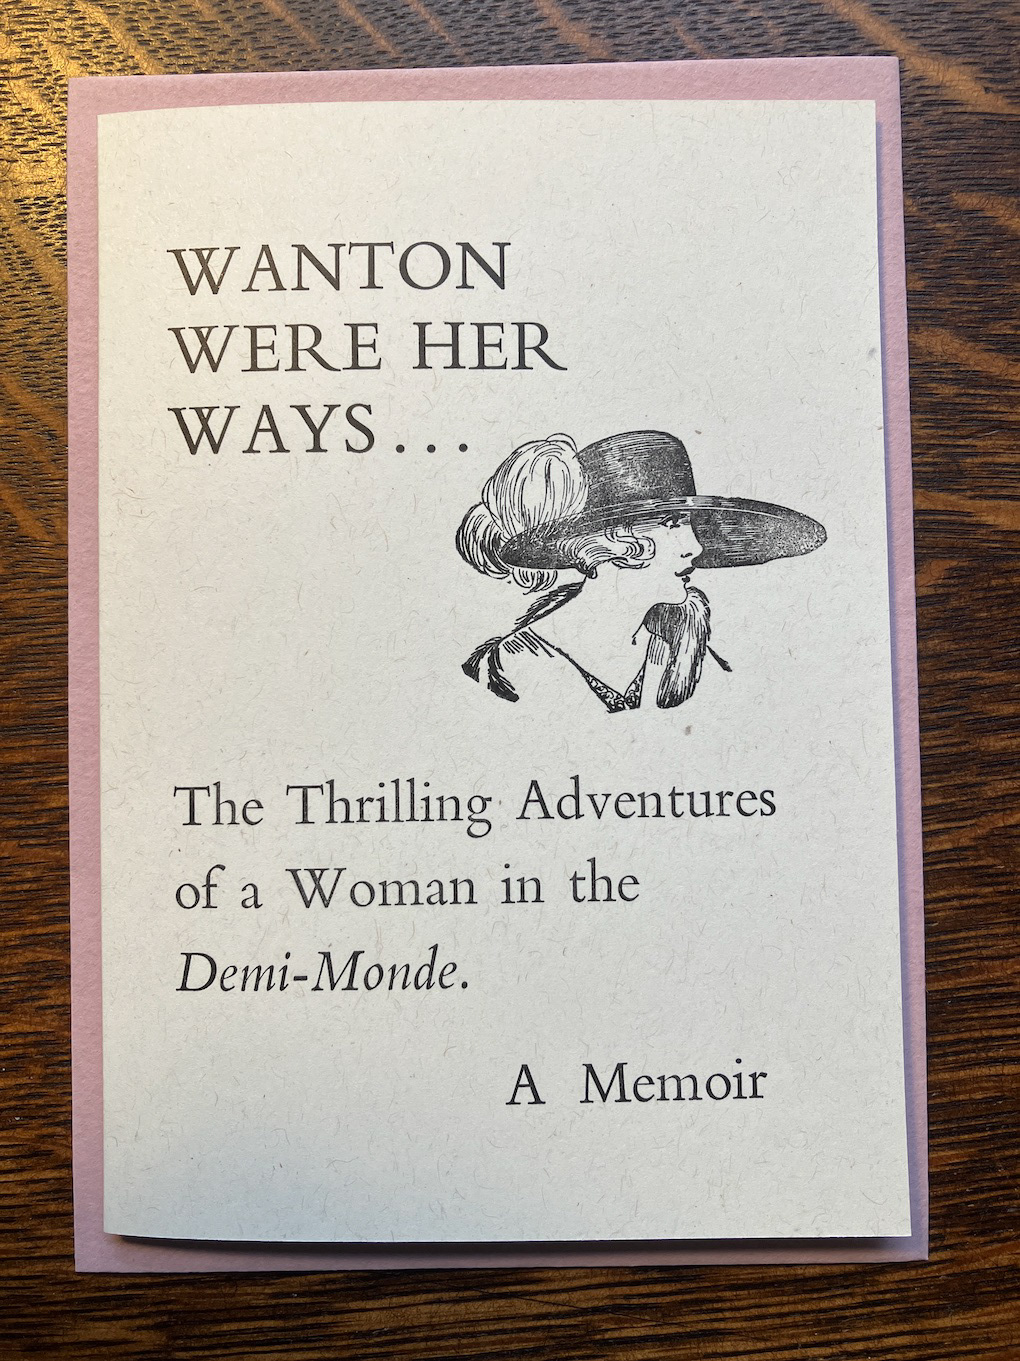 WANTON
WERE HER
WAYS...
The Thrilling Adventures
of a Woman in the
Demi-Monde.
A Memoir